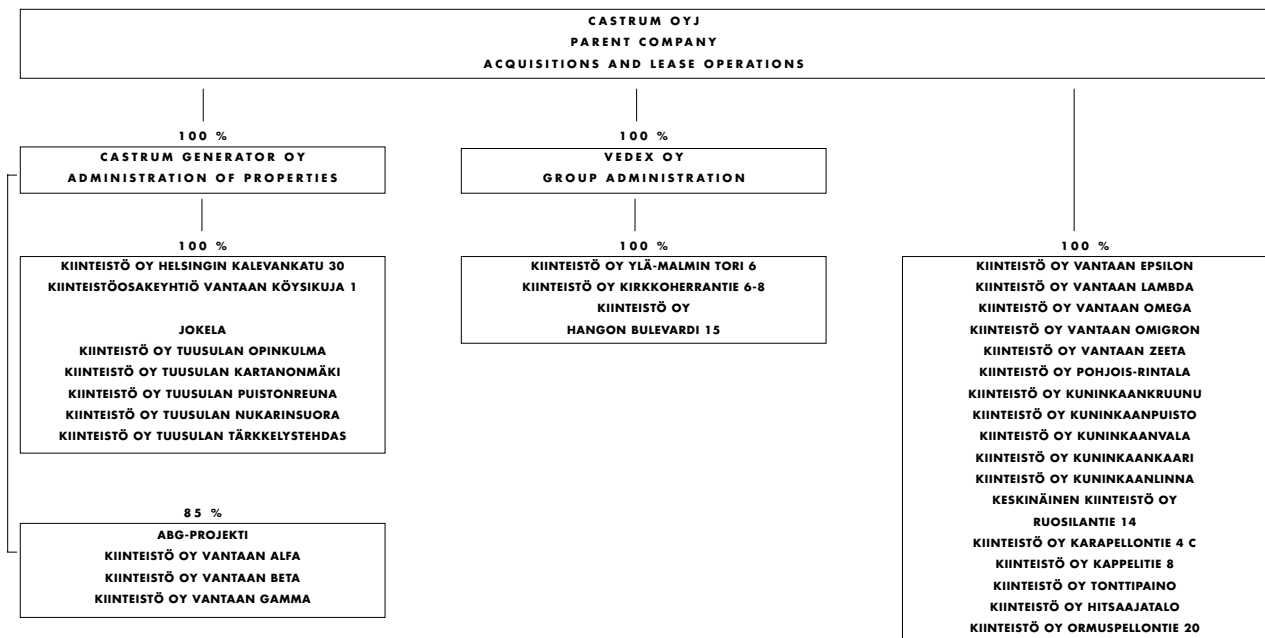 CASTRUM OYJ
PARENT COMPANY
ACQUISITIONS AND LEASE OPERATIONS
100 %
CASTRUM GENERATOR OY
ADMINISTRATION OF PROPERTIES
100 %
KIINTEISTÖ OY HELSINGIN KALEVANKATU 30
KIINTEISTÖOSAKEYHTIÖ VANTAAN KÖYSIKUJA 1
JOKELA
KIINTEISTÖ OY TUUSULAN OPINKULMA
KIINTEISTÖ OY TUUSULAN KARTANONMÄKI
KIINTEISTÖ OY TUUSULAN PUISTONREUNA
KIINTEISTÖ OY TUUSULAN NUKARINSUORA
KIINTEISTÖ OY TUUSULAN TÄRKKELYSTEHDAS
85 %
ABG-PROJEKTI
KIINTEISTÖ OY VANTAAN ALFA
KIINTEISTÖ OY VANTAAN BETA
KIINTEISTÖ OY VANTAAN GAMMA
100 %
VEDEX OY
GROUP ADMINISTRATION
100 %
KIINTEISTÖ OY YLÄ-MALMIN TORI 6
KIINTEISTÖ OY KIRKKOHERRANTIE 6-8
KIINTEISTÖ OY
HANGON BULEVARDI 15
100 %
KIINTEISTÖ OY VANTAAN EPSILON
KIINTEISTÖ OY VANTAAN LAMBDA
KIINTEISTÖ OY VANTAAN OMEGA
KIINTEISTÖ OY VANTAAN OMIGRON
KIINTEISTÖ OY VANTAAN ZEETA
KIINTEISTÖ OY POHJOIS-RINTALA
KIINTEISTÖ OY KUNINKAANKRUUNU
KIINTEISTÖ OY KUNINKAANPUISTO
KIINTEISTÖ OY KUNINKAANVALA
KIINTEISTÖ OY KUNINKAANKAARI
KIINTEISTÖ OY KUNINKAANLINNA
KESKINÄINEN KIINTEISTÖ OY
RUOSILANTIE 14
KIINTEISTÖ OY KARAPELLONTIE 4 C
KIINTEISTÖ OY KAPPELITIE 8
KIINTEISTÖ OY TONTTIPAINO
KIINTEISTÖ OY HITSAAJATALO
KIINTEISTÖ OY ORMUSPELLONTIE 20